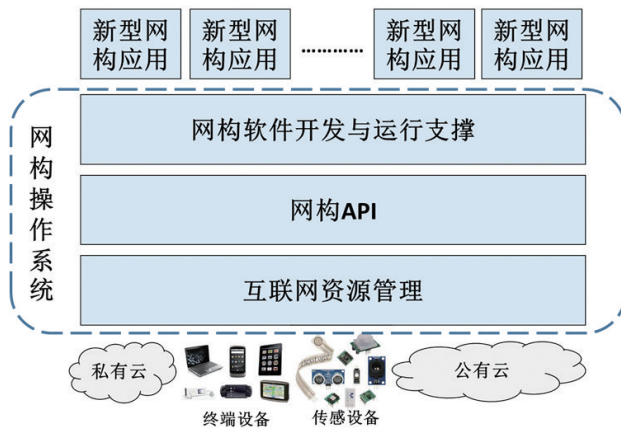 新型网
构应用
新型网
构应用
…………
新型网
构应用
新型网
构应用
网构操作系统
网构软件开发与运行支撑
网构API
互联网资源管理
私有云
终端设备
传感设备
公有云